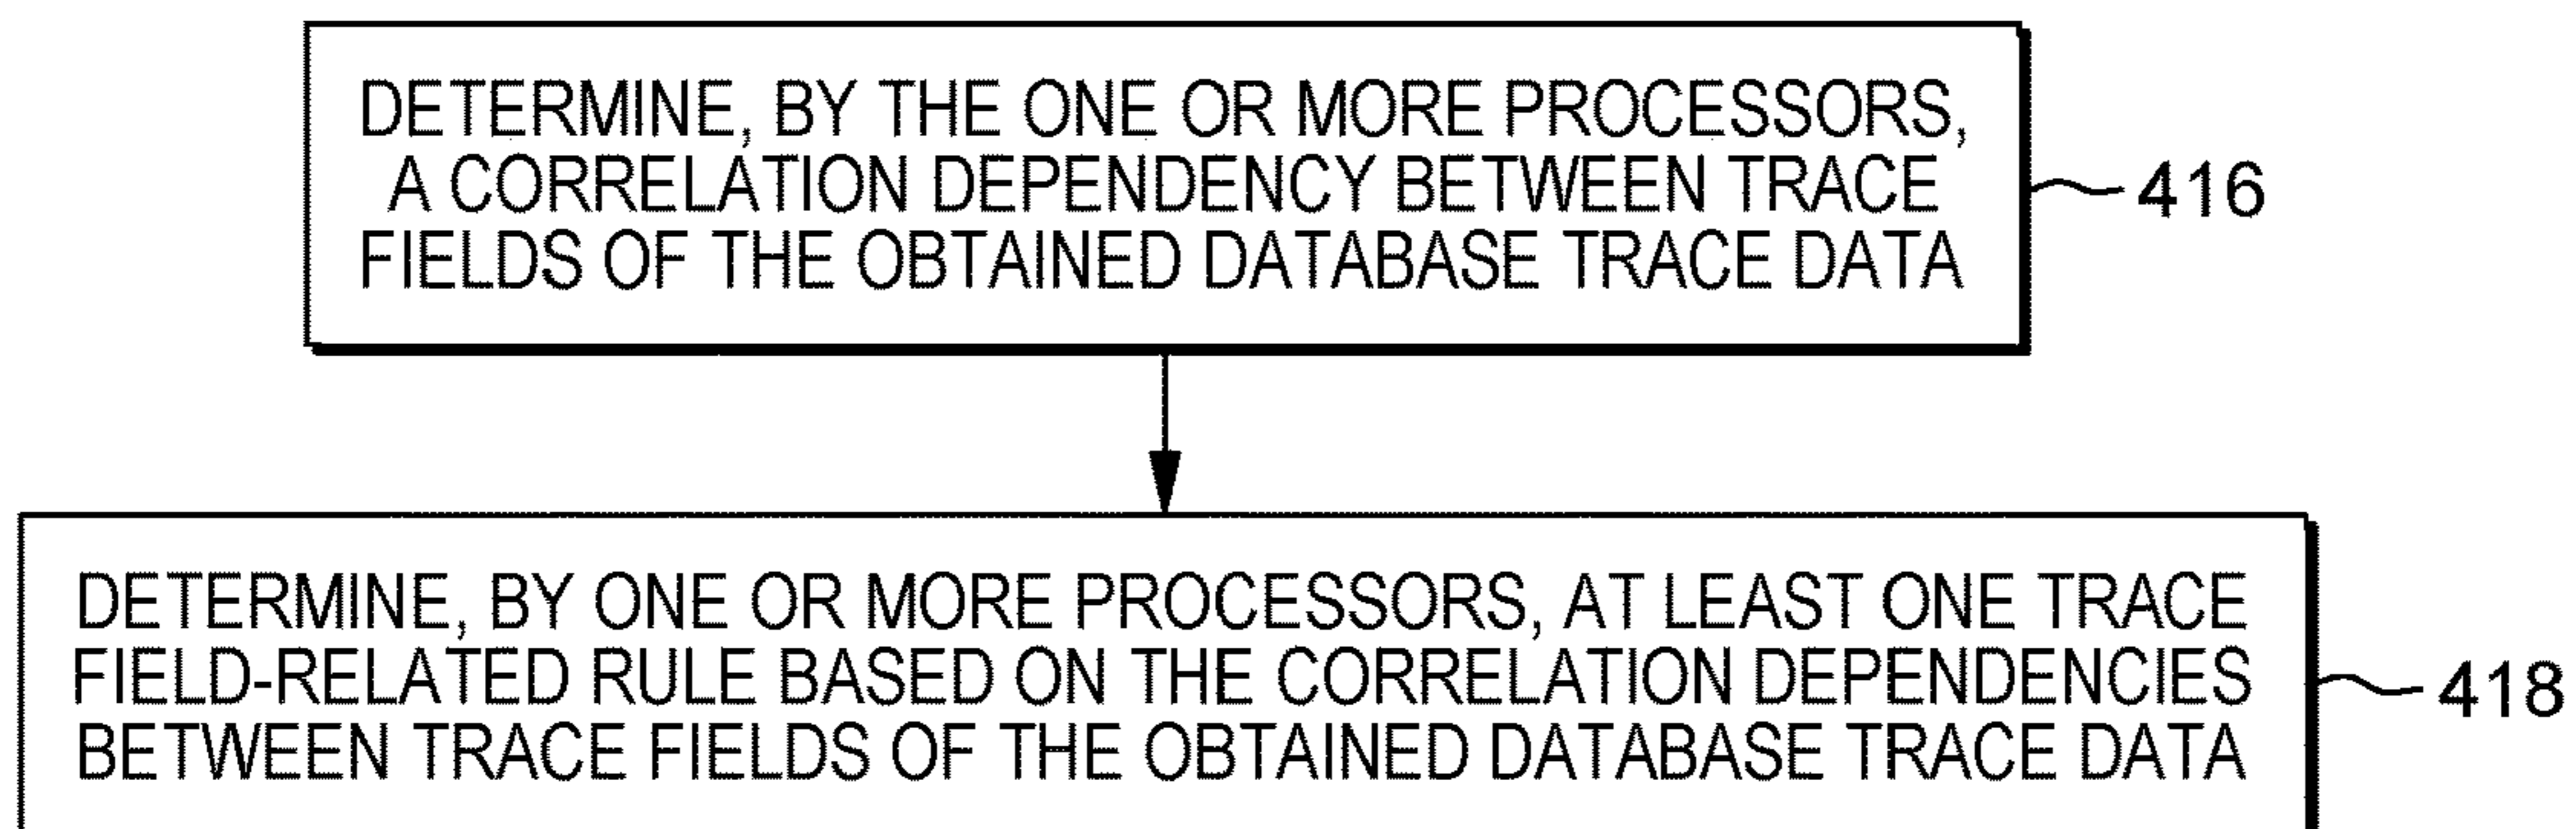 DETERMINE, BY THE ONE OR MORE PROCESSORS,
A CORRELATION DEPENDENCY BETWEEN TRACE
FIELDS OF THE OBTAINED DATABASE TRACE DATA
416
DETERMINE, BY ONE OR MORE PROCESSORS, AT LEAST ONE TRACE
FIELD-RELATED RULE BASED ON THE CORRELATION DEPENDENCIES
BETWEEN TRACE FIELDS OF THE OBTAINED DATABASE TRACE DATA
418